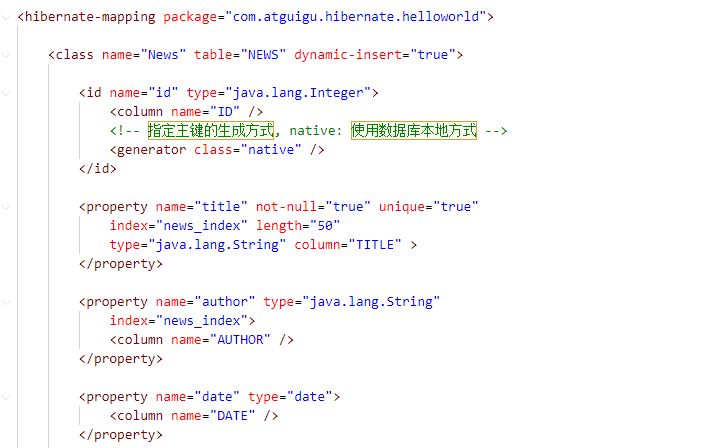 <hibernate-mapping package="com.atguigu.hibernate.helloworld">
<class name="News" table="NEWS" dynamic-insert="true">
<id name="id" type="java.lang.Integer">
<column name="ID" />
<!-- 指定主键的生成方式, native: 使用数据库本地方式 -->
<generator class="native" />
</id>
<property name="title" not-null="true" unique="true"
index="news_index" length="50"
type="java.lang.String" column="TITLE" >
</property>
<property name="author" type="java.lang.String"
index="news_index">
<column name="AUTHOR" />
</property>
<property name="date" type="date">
<column name="DATE" />
</property>